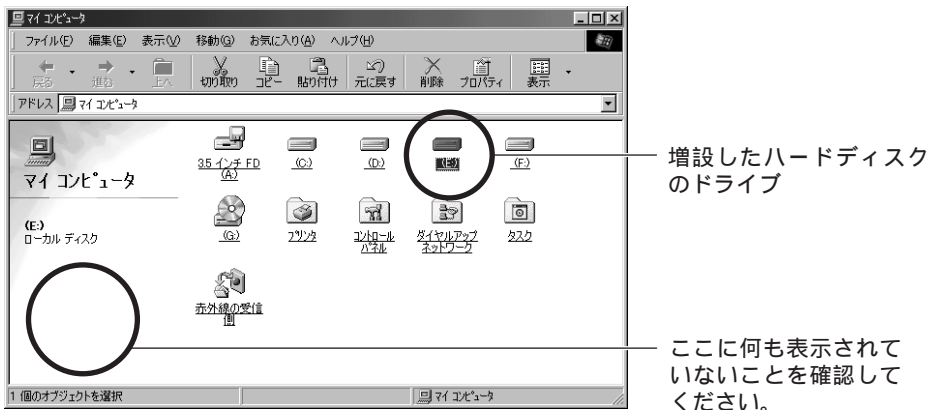 マイ コンピュータ
ファイル(F) 編集(E) 表示(V) 移動(G) お気に入り(A) ヘルプ(H)
戻る 進む 上へ 切り取り コピー 貼り付け 元に戻す 削除 プロパティ 表示
アドレス マイ コンピュータ
マイ コンピュータ
(E:)
ローカル ディスク
3.5 インチ FD
(A:)
(C:)
(D:)
(E:)
(F:)
(G:)
プリンタ
コントロール
パネル
ダイヤルアップ
ネットワーク
タスク
赤外線の受信
側
増設したハードディスク
のドライブ
ここに何も表示されて
いないことを確認して
ください。
1 個のオブジェクトを選択
マイ コンピュータ